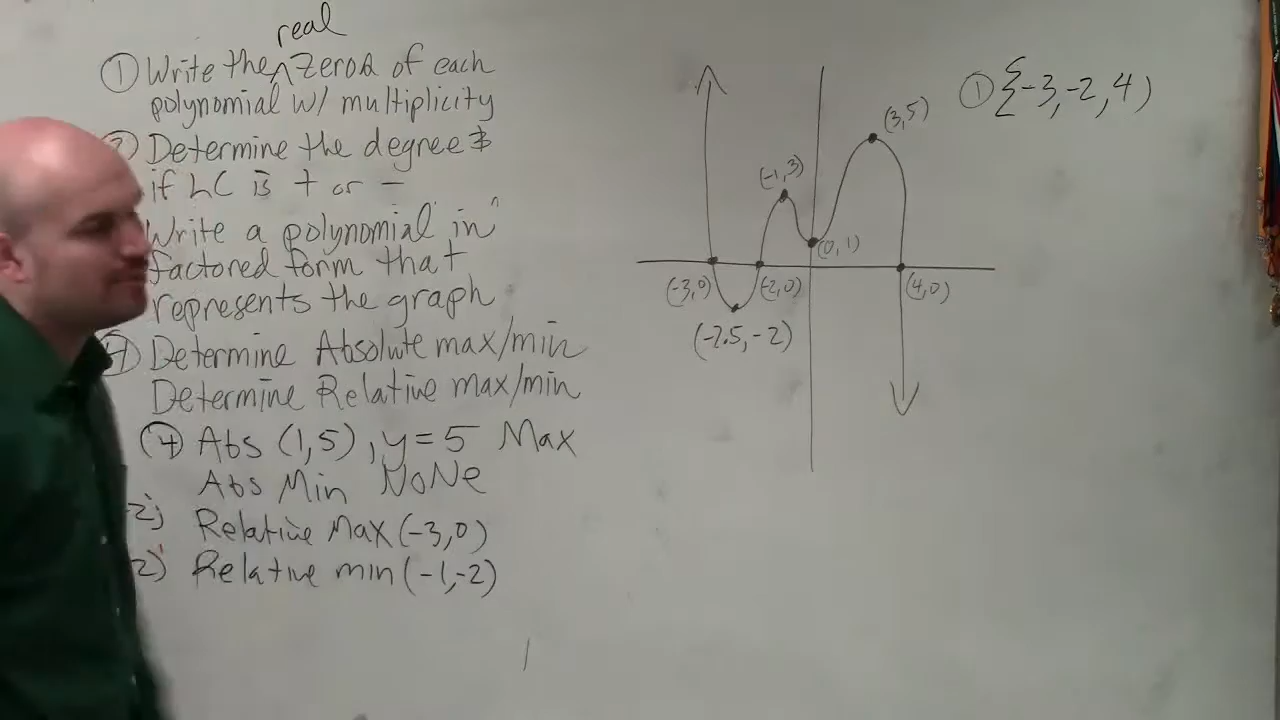 real
① Write the ^ zeros of each
polynomial w/ multiplicity
Determine the degree &
if LC is + or -
Write a polynomial in
factored form that
represents the graph
④ Determine Absolute max/min
Determine Relative max/min
④ Abs (1,5), y=5 Max
Abs Min NoNe
Relative Max (-3,0)
Relative min (-1,-2)
(-3,0)
(-2.5,-2)
(-2,0)
(-1,3)
(0,1)
(3,5)
(4,0)
① {-3,-2,4)